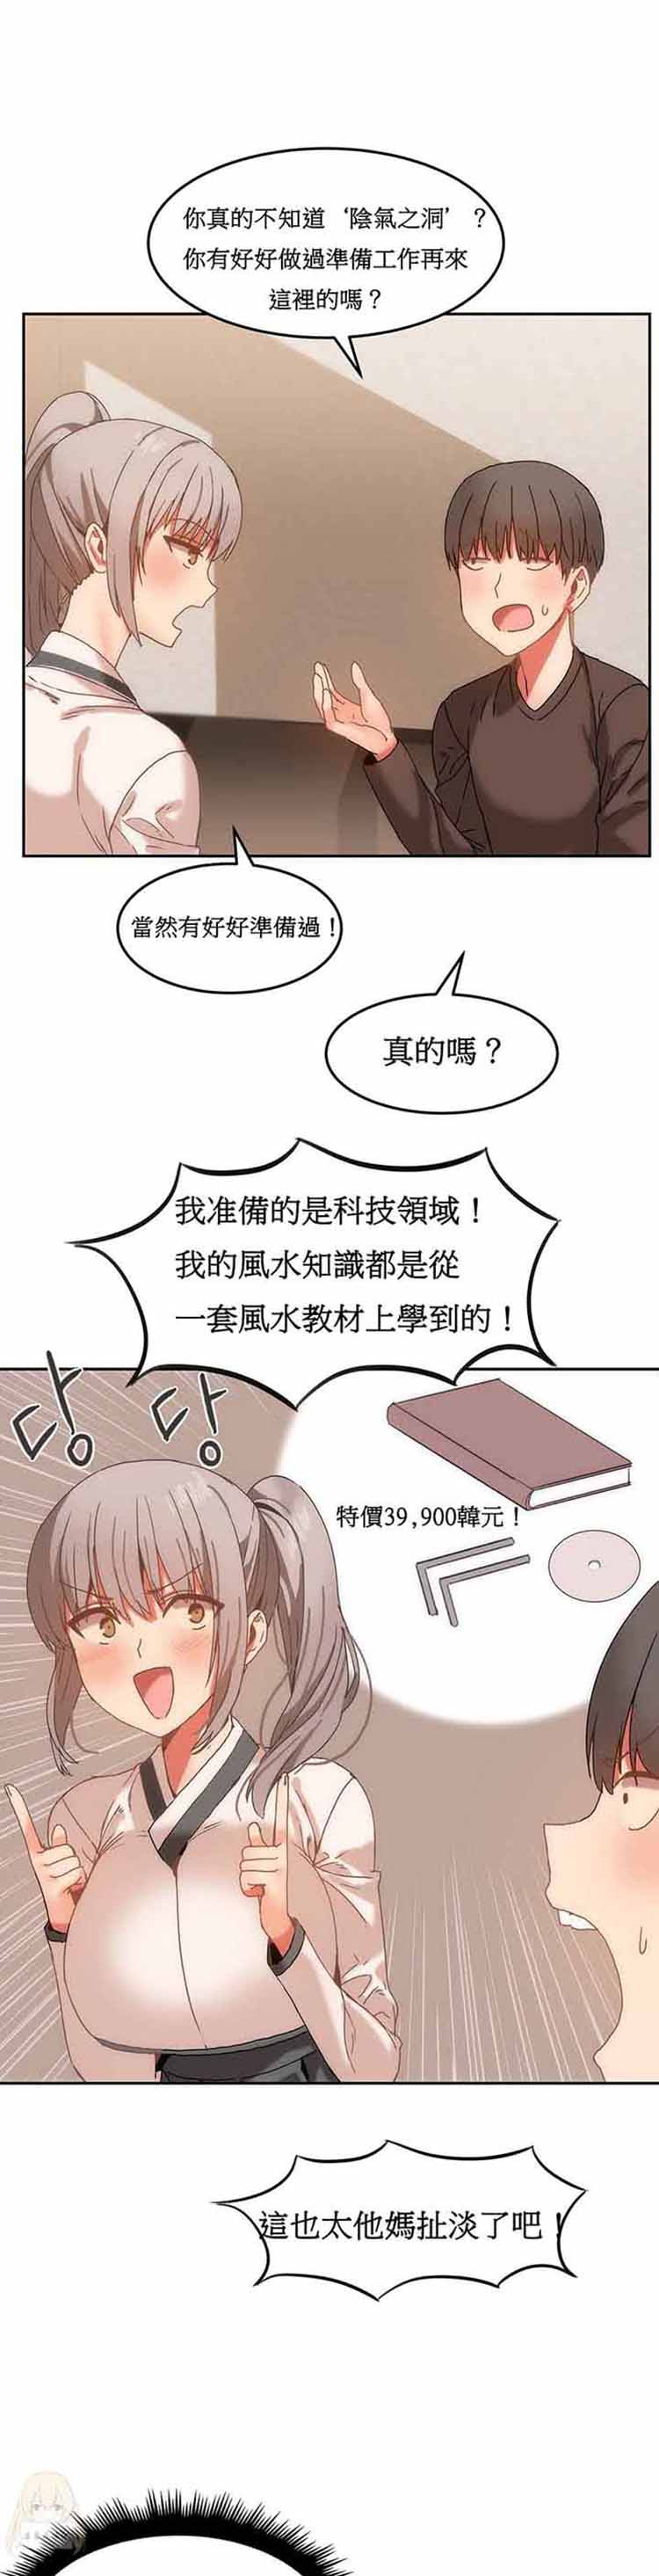 你真的不知道‘陰氣之洞’？
你有好好做過準備工作再來
這裡的嗎？
當然有好好準備過！
真的嗎？
我准備的是科技領域！
我的風水知識都是從
一套風水教材上學到的！
당 당
特價39,900韓元！
這也太他媽扯淡了吧！